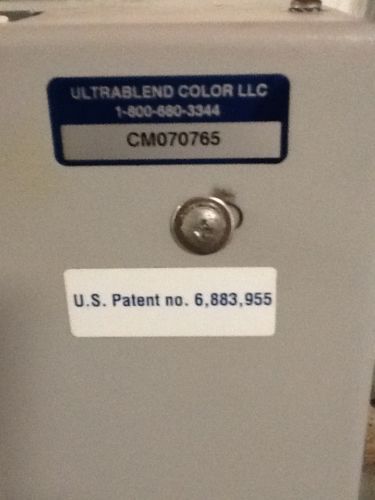 ULTRABLEND COLOR LLC
1-800-680-3344
CM070765
U.S. Patent no. 6,883,955